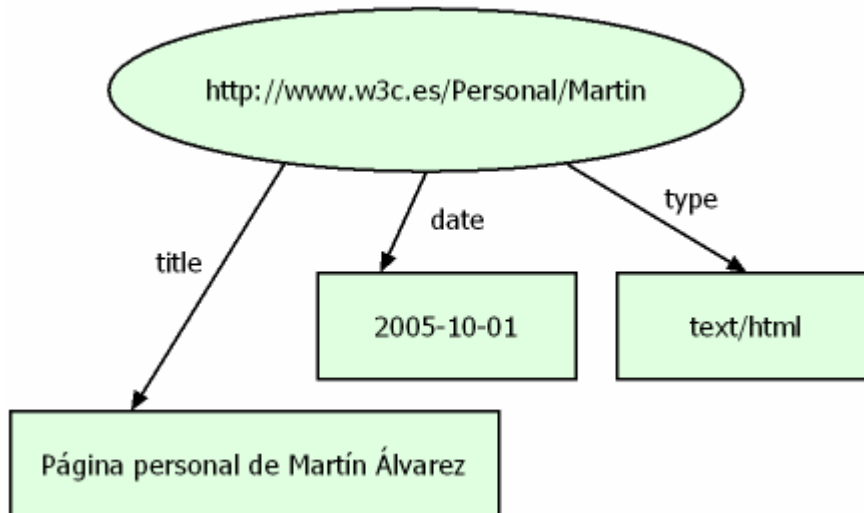 http://www.w3c.es/Personal/Martin
type
date
title
2005-10-01
text/html
Página personal de Martín Álvarez